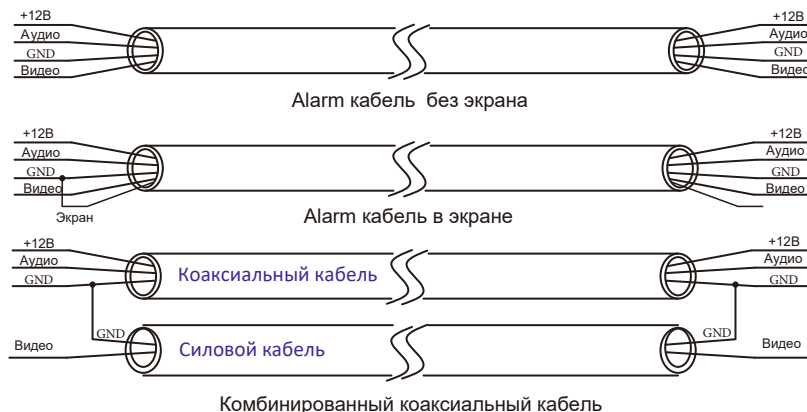 +12В
Аудио
GND
Видео
+12В
Аудио
GND
Видео
Alarm кабель без экрана
+12В
Аудио
GND
Видео
Экран
+12В
Аудио
GND
Видео
Alarm кабель в экране
+12В
Аудио
GND
Коаксиальный кабель
+12В
Аудио
GND
GND
GND
Видео
Силовой кабель
Видео
Комбинированный коаксиальный кабель